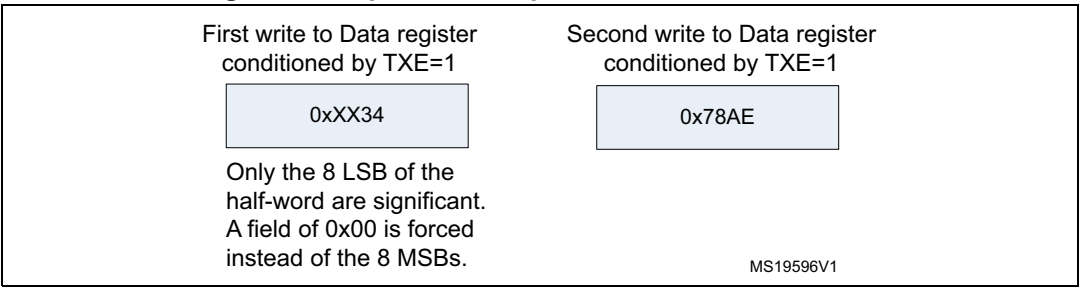 First write to Data register
conditioned by TXE=1
0xXX34
Only the 8 LSB of the
half-word are significant.
A field of 0x00 is forced
instead of the 8 MSBs.
Second write to Data register
conditioned by TXE=1
0x78AE
MS19596V1